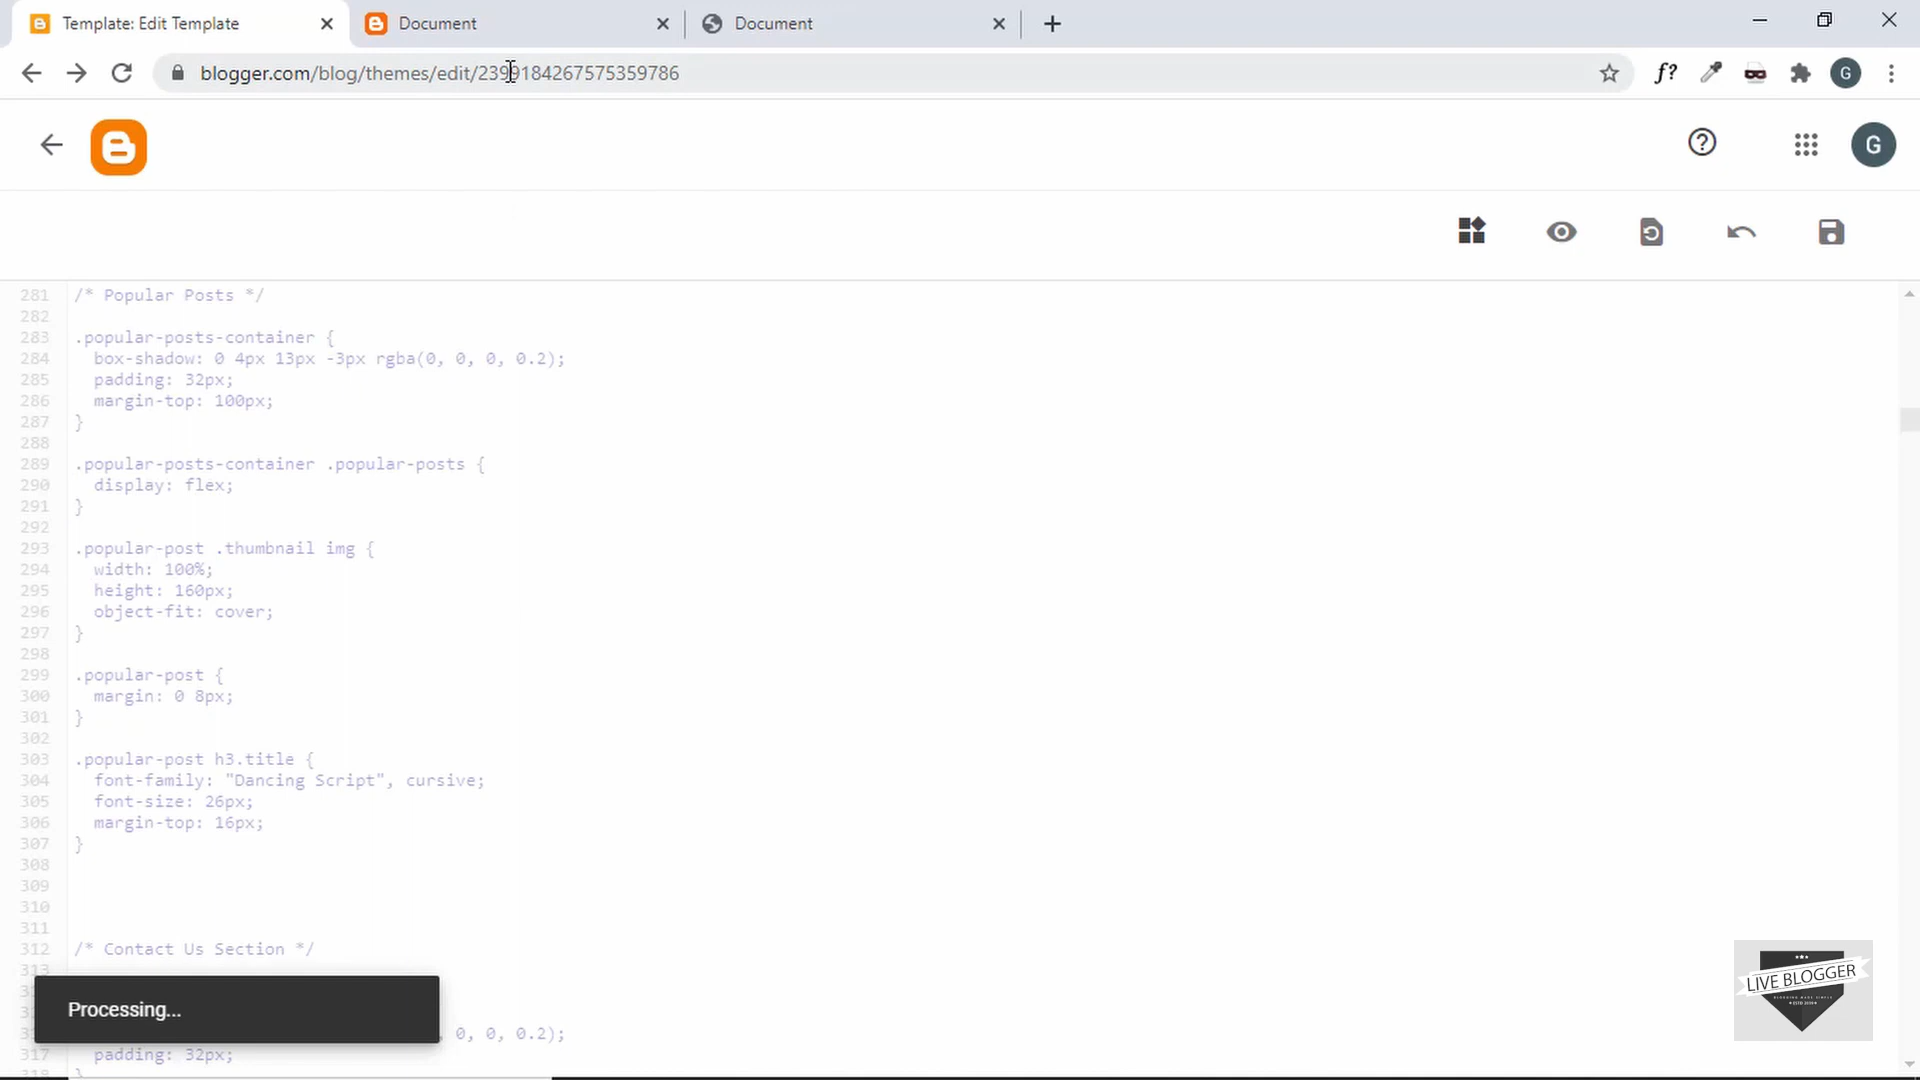 Template: Edit Template
Document
Document
blogger.com/blog/themes/edit/2399184267575359786
f?
G
G
281 /* Popular Posts */
282
283 .popular-posts-container {
284 box-shadow: 0 4px 13px -3px rgba(0, 0, 0, 0.2);
285 padding: 32px;
286 margin-top: 100px;
287 }
288
289 .popular-posts-container .popular-posts {
290 display: flex;
291 }
292
293 .popular-post .thumbnail img {
294 width: 100%;
295 height: 160px;
296 object-fit: cover;
297 }
298
299 .popular-post {
300 margin: 0 8px;
301 }
302
303 .popular-post h3.title {
304 font-family: "Dancing Script", cursive;
305 font-size: 26px;
306 margin-top: 16px;
307 }
308
309
310
311
312 /* Contact Us Section */
313
Processing...
, 0, 0, 0.2);
317 padding: 32px;
318 }
LIVE BLOGGER